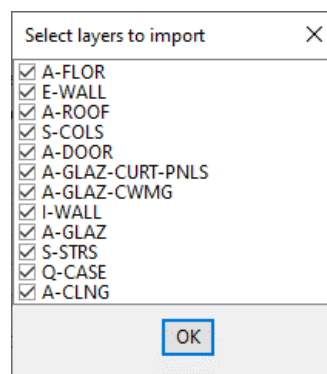 Select layers to import
A-FLOR
E-WALL
A-ROOF
S-COLS
A-DOOR
A-GLAZ-CURT-PNLS
A-GLAZ-CWMG
I-WALL
A-GLAZ
S-STRS
Q-CASE
A-CLNG
OK